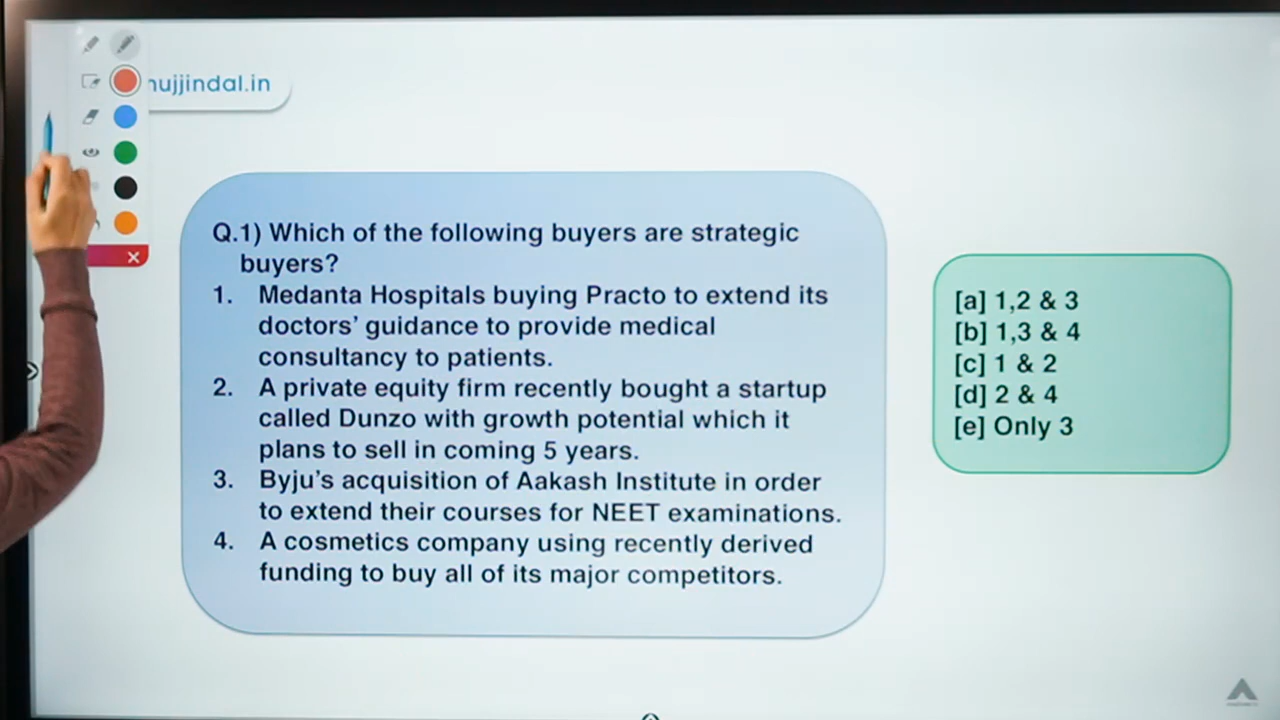 hujjindal.in
Q.1) Which of the following buyers are strategic
buyers?
1. Medanta Hospitals buying Practo to extend its
doctors’ guidance to provide medical
consultancy to patients.
2. A private equity firm recently bought a startup
called Dunzo with growth potential which it
plans to sell in coming 5 years.
3. Byju’s acquisition of Aakash Institute in order
to extend their courses for NEET examinations.
4. A cosmetics company using recently derived
funding to buy all of its major competitors.
[a] 1,2 & 3
[b] 1,3 & 4
[c] 1 & 2
[d] 2 & 4
[e] Only 3